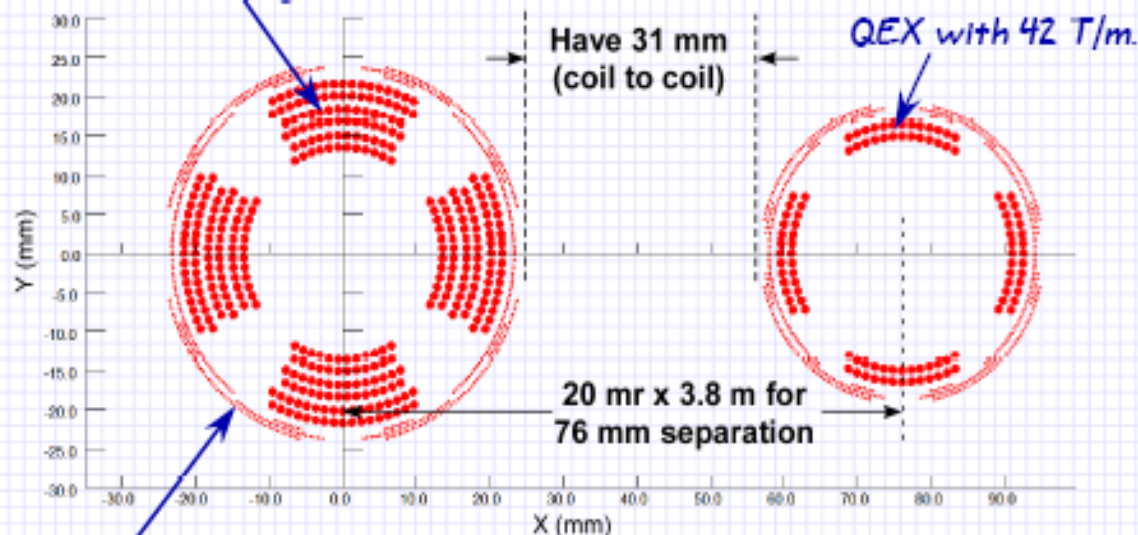 30.0
25.0
20.0
15.0
10.0
5.0
0.0
-5.0
-10.0
-15.0
-20.0
-25.0
-30.0
Y (mm)
Have 31 mm
(coil to coil)
QEX with 42 T/m.
20 mr x 3.8 m for
76 mm separation
-30.0 -20.0 -10.0 0.0 10.0 20.0 30.0 40.0 50.0 60.0 70.0 80.0 90.0
X (mm)